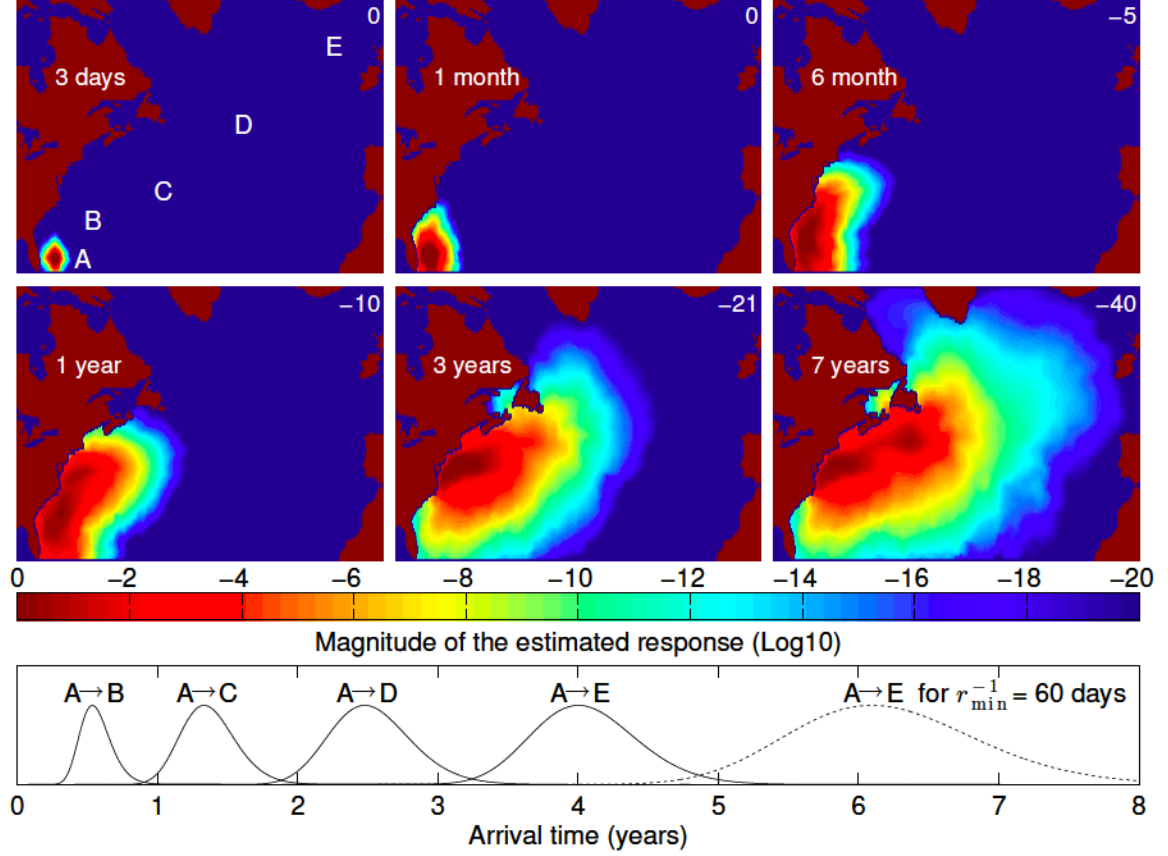 0
0
−5
E
3 days
1 month
6 month
D
C
B
A
−10
−21
−40
1 year
3 years
7 years
0 −2 −4 −6 −8 −10 −12 −14 −16 −18 −20
Magnitude of the estimated response (Log10)
A→B A→C A→D A→E A→E for r⁻¹min = 60 days
0 1 2 3 4 5 6 7 8
Arrival time (years)